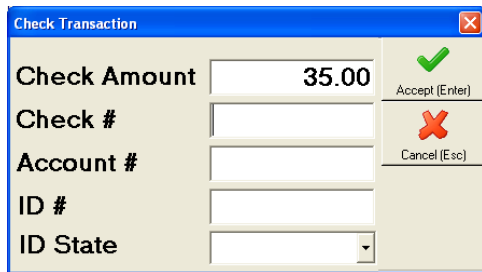 Check Transaction
Check Amount 35.00
Accept (Enter)
Check #
Cancel (Esc)
Account #
ID #
ID State